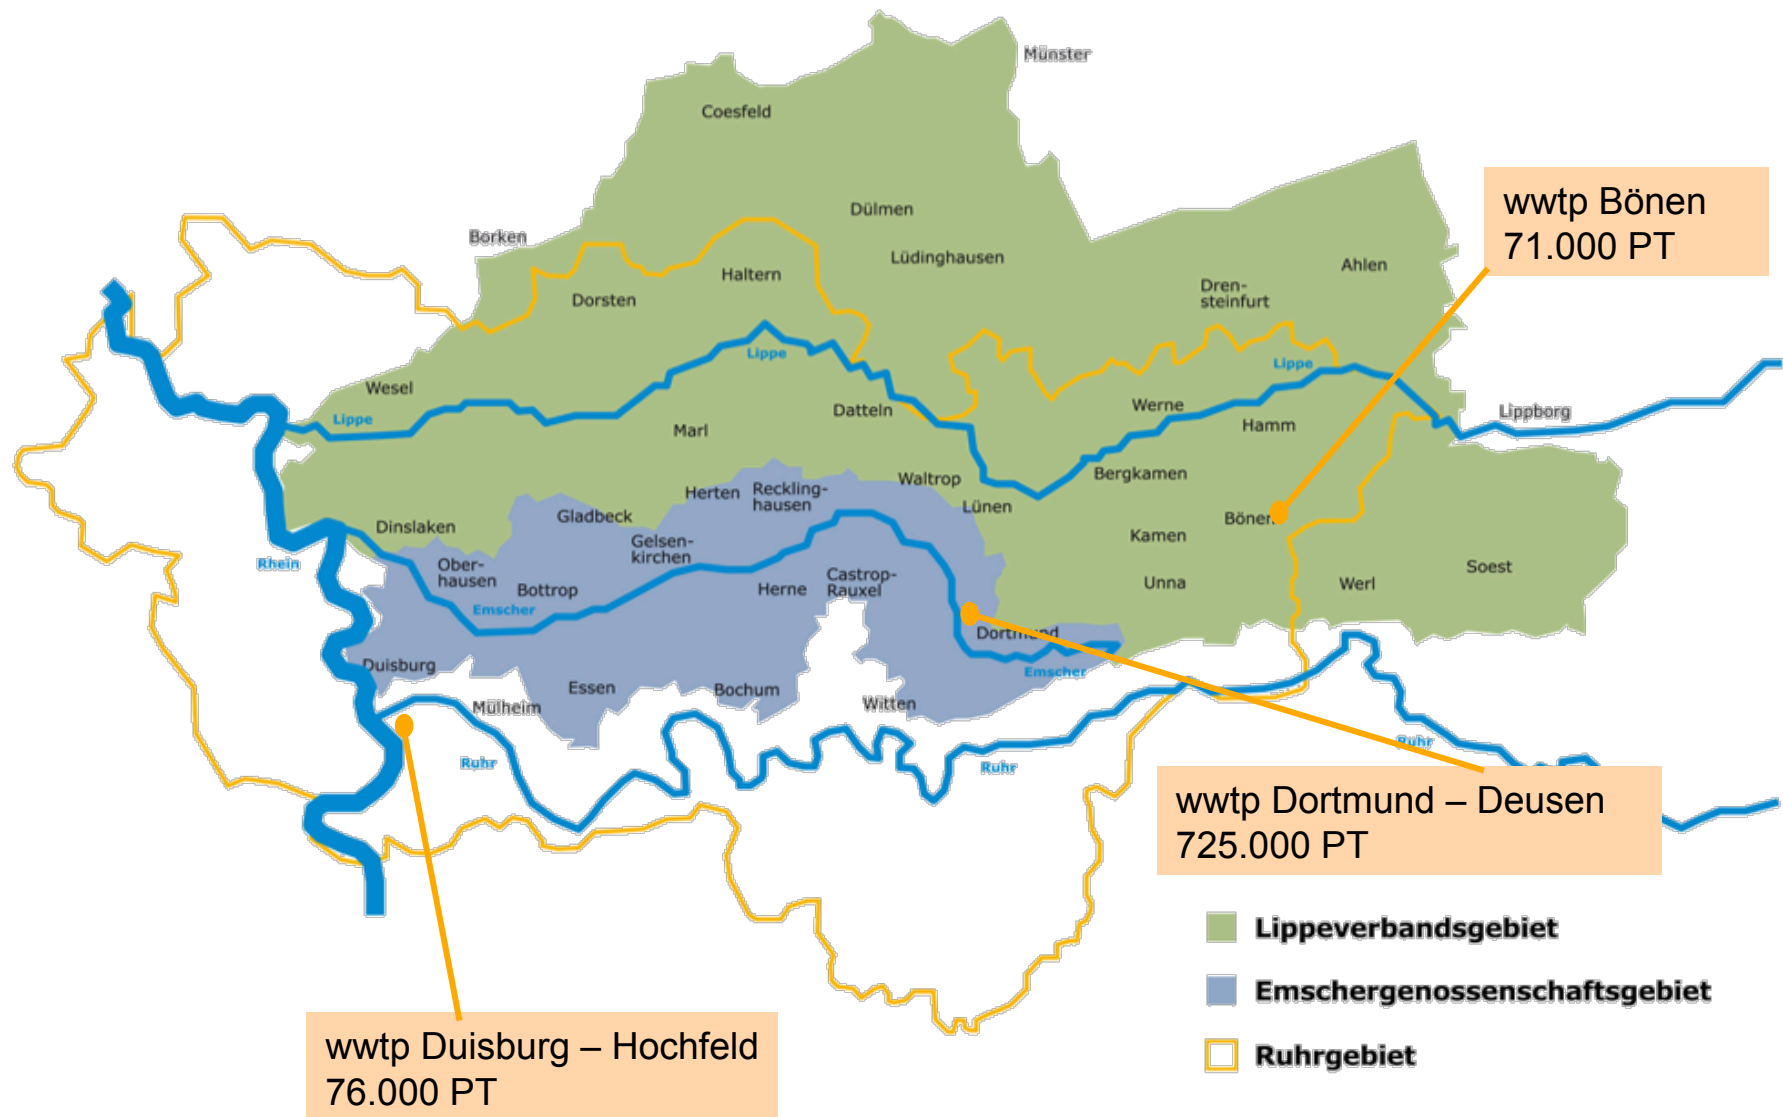 Münster
Coesfeld
wwtp Bönen
71.000 PT
Dülmen
Borken
Lüdinghausen
Ahlen
Haltern
Dren-
steinfurt
Dorsten
Lippe
Lippe
Wesel
Werne
Lippe
Datteln
Lippborg
Marl
Hamm
Bergkamen
Waltrop
Herten
Reckling-
hausen
Lünen
Gladbeck
Bönen
Dinslaken
Kamen
Gelsen-
kirchen
Rhein
Ober-
hausen
Castrop-
Rauxel
Soest
Bottrop
Herne
Unna
Werl
Emscher
Dortmund
Duisburg
Emscher
Essen
Bochum
Mülheim
Witten
Ruhr
Ruhr
Ruhr
wwtp Dortmund – Deusen
725.000 PT
Lippeverbandsgebiet
Emschergenossenschaftsgebiet
Ruhrgebiet
wwtp Duisburg – Hochfeld
76.000 PT